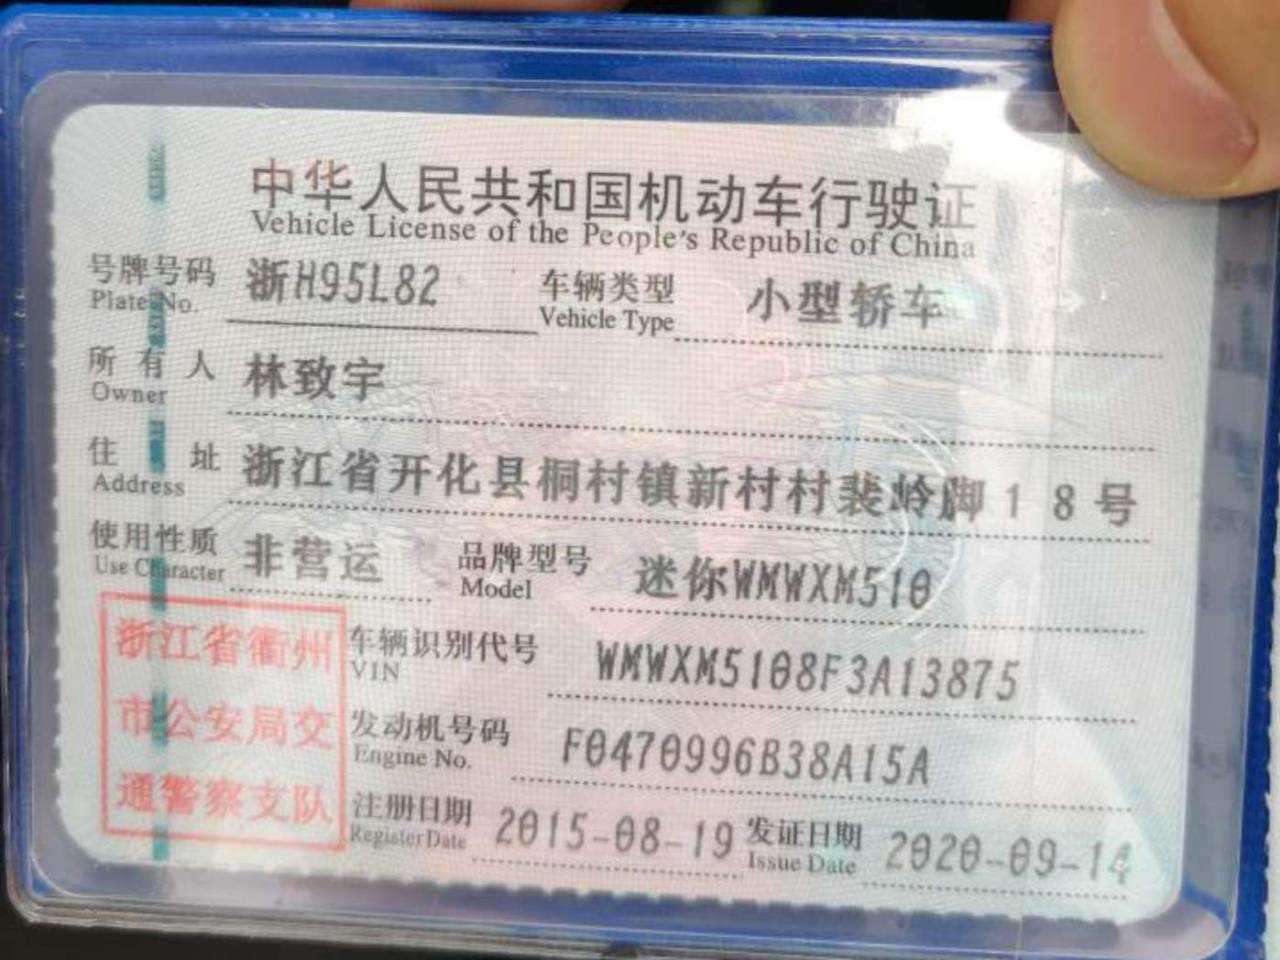 中华人民共和国机动车行驶证
Vehicle License of the People's Republic of China
号牌号码 浙H95L82 车辆类型 小型轿车
Plate No. Vehicle Type
所有人 林致宇
Owner
住址 浙江省开化县桐村镇新村村裴岭脚18号
Address
使用性质 非营运 品牌型号 迷你WMWXM510
Use Character Model
浙江省衢州
市公安局交
通警察支队
车辆识别代号 WMWXM5108F3A13875
VIN
发动机号码 F0470996B38A15A
Engine No.
注册日期 2015-08-19 发证日期 2020-09-14
Register Date Issue Date